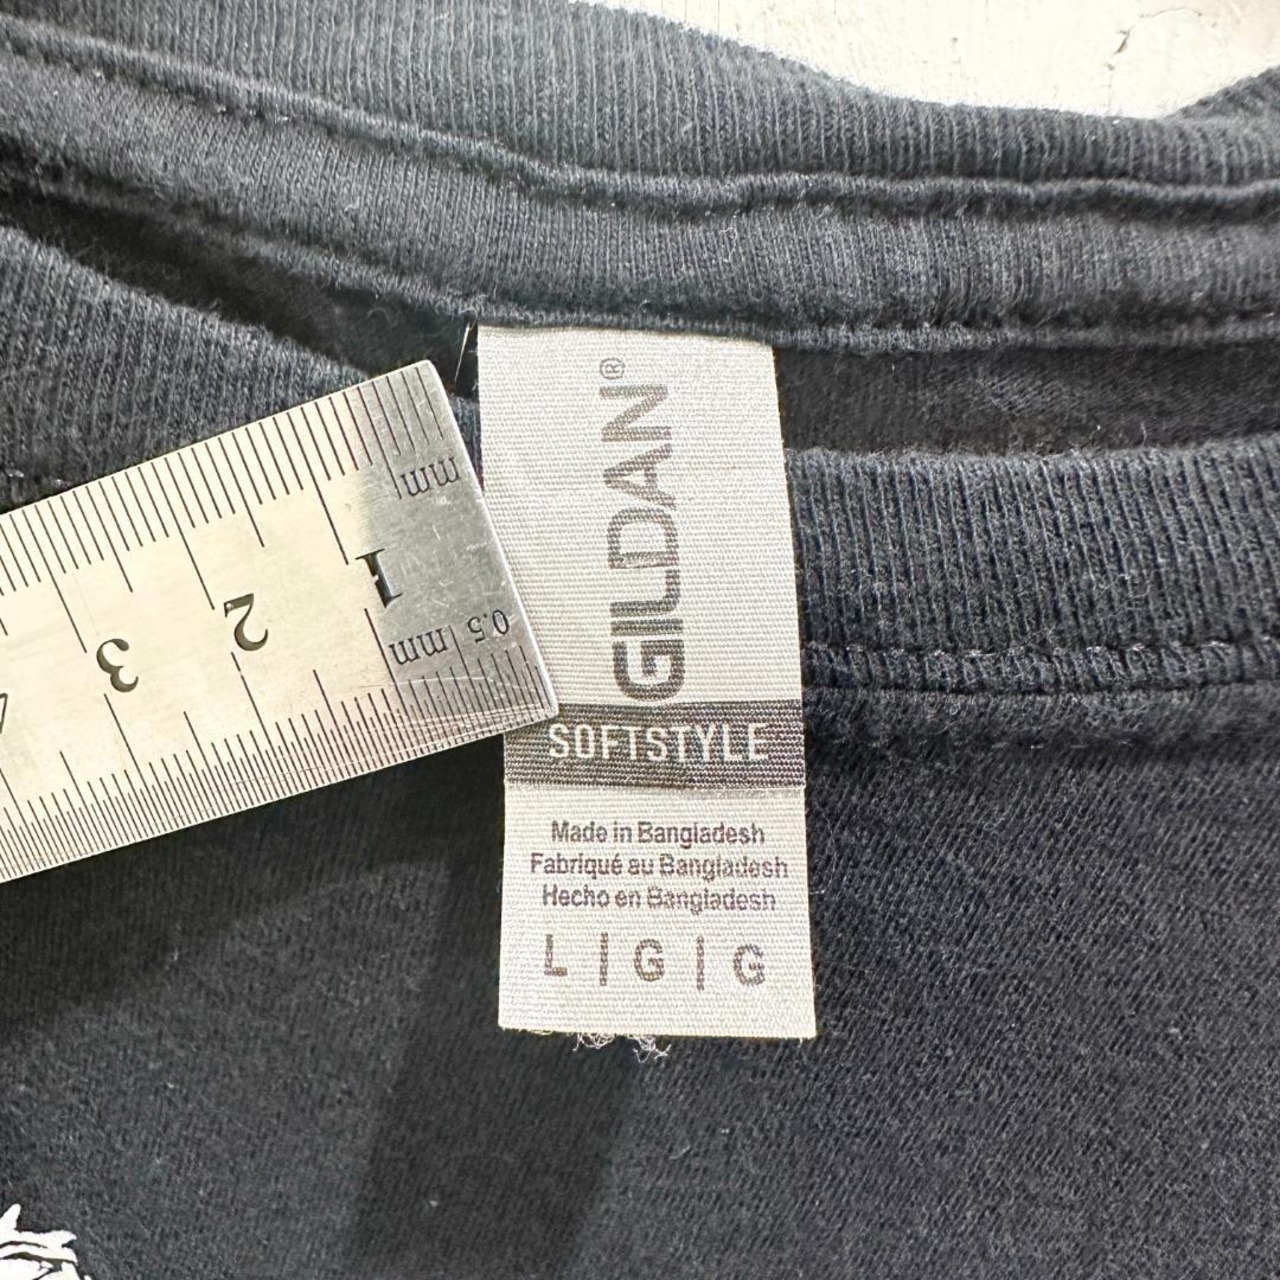 GILDAN®
SOFTSTYLE
Made in Bangladesh
Fabriqué au Bangladesh
Hecho en Bangladesh
L | G | G
mm
1 2 3
0.5 mm